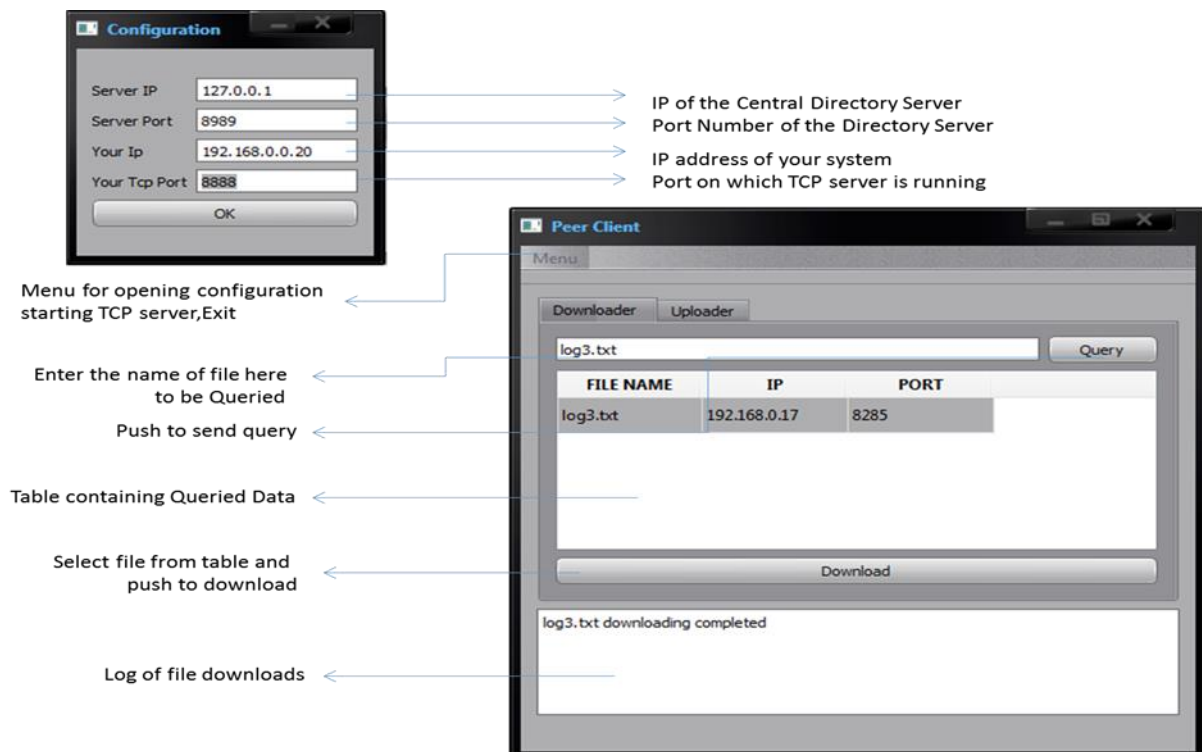 Configuration
Server IP 127.0.0.1
Server Port 8989
Your Ip 192.168.0.0.20
Your Tcp Port 8888
OK
IP of the Central Directory Server
Port Number of the Directory Server
IP address of your system
Port on which TCP server is running
Peer Client
Menu
Menu for opening configuration
starting TCP server,Exit
Downloader Uploader
log3.txt Query
Enter the name of file here
to be Queried
FILE NAME IP PORT
log3.txt 192.168.0.17 8285
Push to send query
Table containing Queried Data
Select file from table and
push to download
Download
log3.txt downloading completed
Log of file downloads